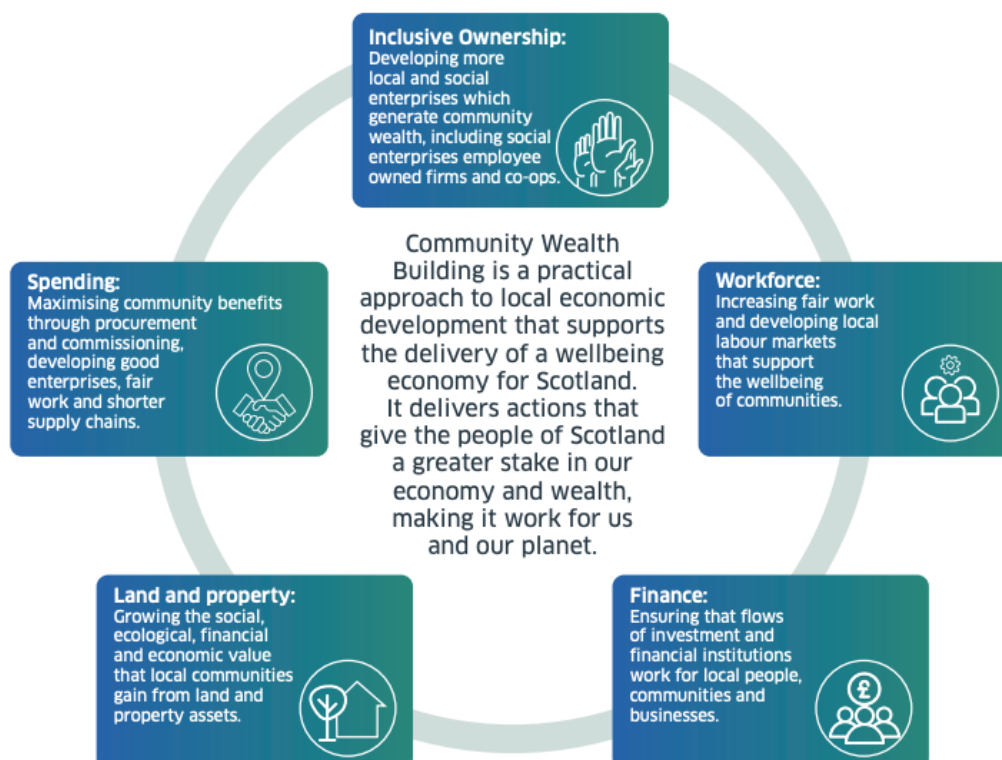 Inclusive Ownership:
Developing more
local and social
enterprises which
generate community
wealth, including social
enterprises employee
owned firms and co-ops.
Community Wealth
Building is a practical
approach to local economic
development that supports
the delivery of a wellbeing
economy for Scotland.
It delivers actions that
give the people of Scotland
a greater stake in our
economy and wealth,
making it work for us
and our planet.
Spending:
Maximising community benefits
through procurement
and commissioning,
developing good
enterprises, fair
work and shorter
supply chains.
Workforce:
Increasing fair work
and developing local
labour markets
that support
the wellbeing
of communities.
Land and property:
Growing the social,
ecological, financial
and economic value
that local communities
gain from land and
property assets.
Finance:
Ensuring that flows
of investment and
financial institutions
work for local people,
communities and
businesses.
£